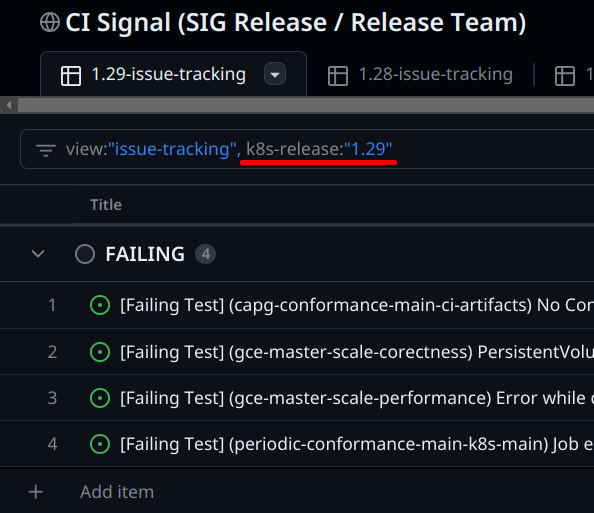 CI Signal (SIG Release / Release Team)
1.29-issue-tracking 1.28-issue-tracking 1
view:"issue-tracking", k8s-release:"1.29"
Title
FAILING 4
1 [Failing Test] (capg-conformance-main-ci-artifacts) No Con
2 [Failing Test] (gce-master-scale-corectness) PersistentVolu
3 [Failing Test] (gce-master-scale-performance) Error while
4 [Failing Test] (periodic-conformance-main-k8s-main) Job e
+ Add item